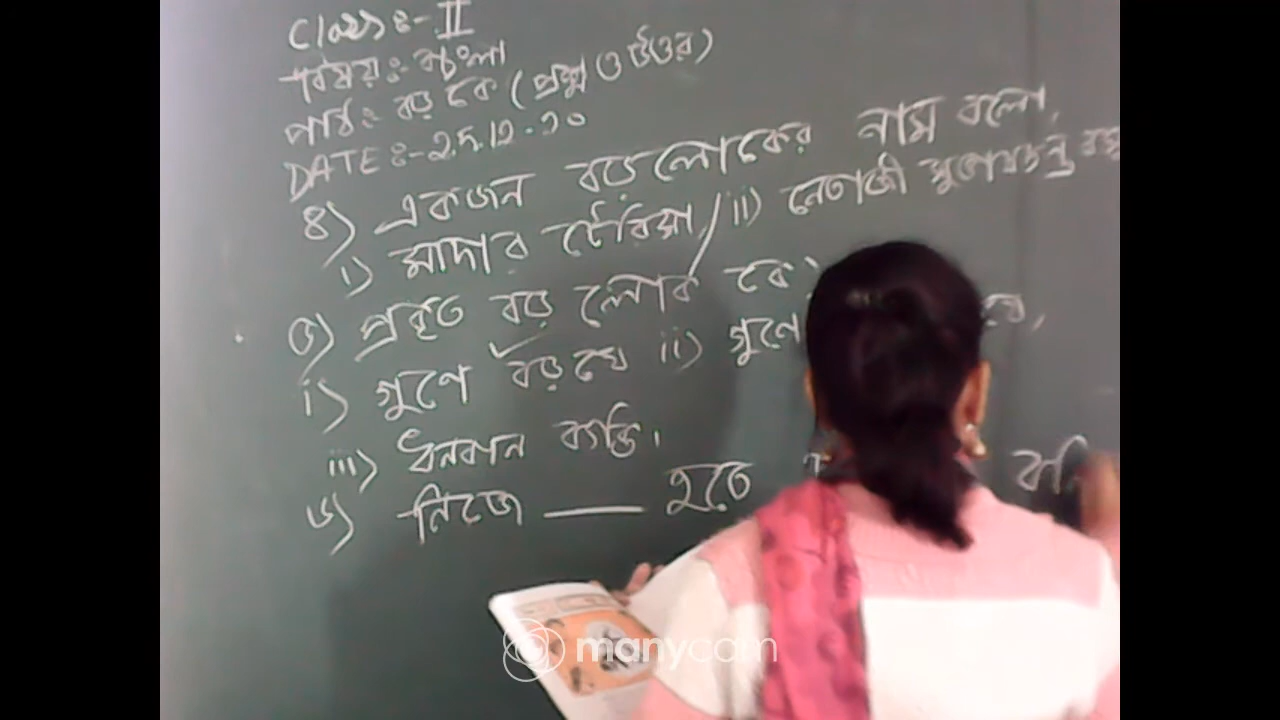 Class :- II
বিষয় :- বাংলা
পাঠ : বড় কে ( প্রশ্ন ও উত্তর )
DATE :- 25.12.20
৪) একজন বড়লোকের নাম বলো,
i) মাদার টেরিসা, / ii) নেতাজী সুভাষচন্দ্র বসু
৫) প্রকৃত বড় লোক কে?
i) গুণে বড় যে ii) গুণে
iii) ধনবান ব্যক্তি।
৬) নিজে ____ হতে
manycam